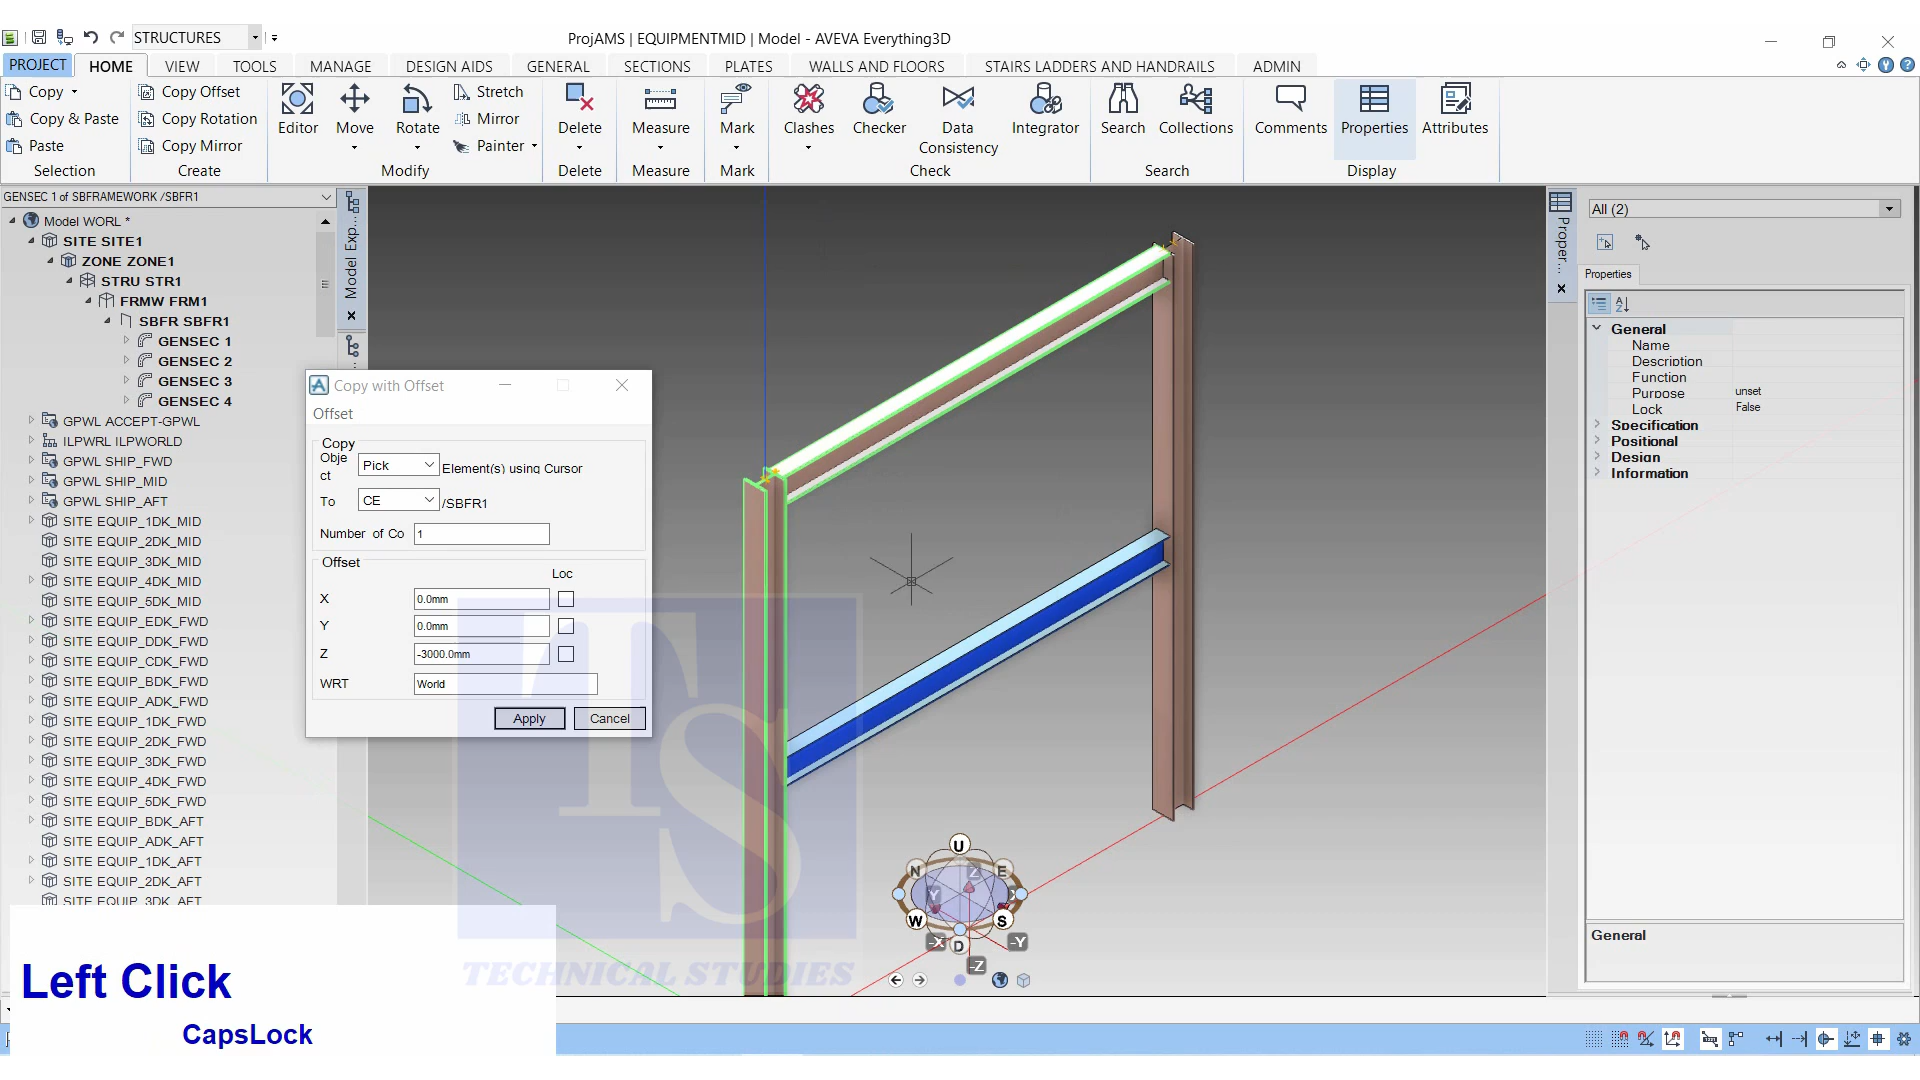 STRUCTURES
ProjAMS | EQUIPMENTMID | Model - AVEVA Everything3D
PROJECT HOME VIEW TOOLS MANAGE DESIGN AIDS GENERAL SECTIONS PLATES WALLS AND FLOORS STAIRS LADDERS AND HANDRAILS ADMIN
Copy
Copy & Paste
Paste
Selection
Copy Offset
Copy Rotation
Copy Mirror
Create
Editor
Move
Rotate
Stretch
Mirror
Painter
Modify
Delete
Delete
Measure
Measure
Mark
Mark
Clashes
Checker
Data
Consistency
Integrator
Check
Search
Collections
Search
Comments
Properties
Attributes
Display
GENSEC 1 of SBFRAMEWORK /SBFR1
Model WORL *
SITE SITE1
ZONE ZONE1
STRU STR1
FRMW FRM1
SBFR SBFR1
GENSEC 1
GENSEC 2
GENSEC 3
GENSEC 4
GPWL ACCEPT-GPWL
ILPWRL ILPWORLD
GPWL SHIP_FWD
GPWL SHIP_MID
GPWL SHIP_AFT
SITE EQUIP_1DK_MID
SITE EQUIP_2DK_MID
SITE EQUIP_3DK_MID
SITE EQUIP_4DK_MID
SITE EQUIP_5DK_MID
SITE EQUIP_EDK_FWD
SITE EQUIP_DDK_FWD
SITE EQUIP_CDK_FWD
SITE EQUIP_BDK_FWD
SITE EQUIP_ADK_FWD
SITE EQUIP_1DK_FWD
SITE EQUIP_2DK_FWD
SITE EQUIP_3DK_FWD
SITE EQUIP_4DK_FWD
SITE EQUIP_5DK_FWD
SITE EQUIP_BDK_AFT
SITE EQUIP_ADK_AFT
SITE EQUIP_1DK_AFT
SITE EQUIP_2DK_AFT
SITE EQUIP_3DK_AFT
Model Exp...
Copy with Offset
Offset
Copy
Obje
ct
Pick
Element(s) using Cursor
To
CE
/SBFR1
Number of Co
1
Offset
Loc
X
0.0mm
Y
0.0mm
Z
-3000.0mm
WRT
World
Apply
Cancel
TS
TECHNICAL STUDIES
U
N
Z
E
Y
W
S
-X
D
-Y
-Z
Proper...
All (2)
Properties
General
Name
Description
Function
Purpose unset
Lock False
Specification
Positional
Design
Information
General
Left Click
CapsLock